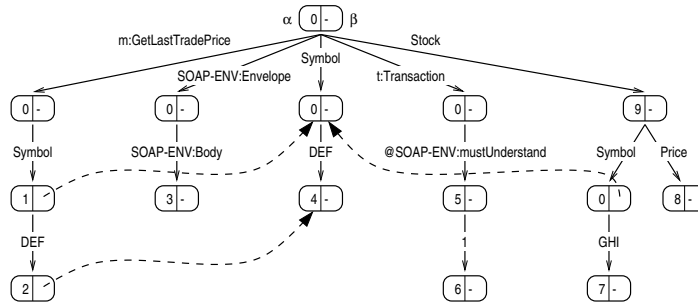 α 0 - β
m:GetLastTradePrice
SOAP-ENV:Envelope
Symbol
t:Transaction
Stock
0 -
0 -
0 -
0 -
9 -
Symbol
SOAP-ENV:Body
DEF
@SOAP-ENV:mustUnderstand
Symbol
Price
1 -
3 -
4 -
5 -
0 -
8 -
DEF
1
GHI
2 -
6 -
7 -